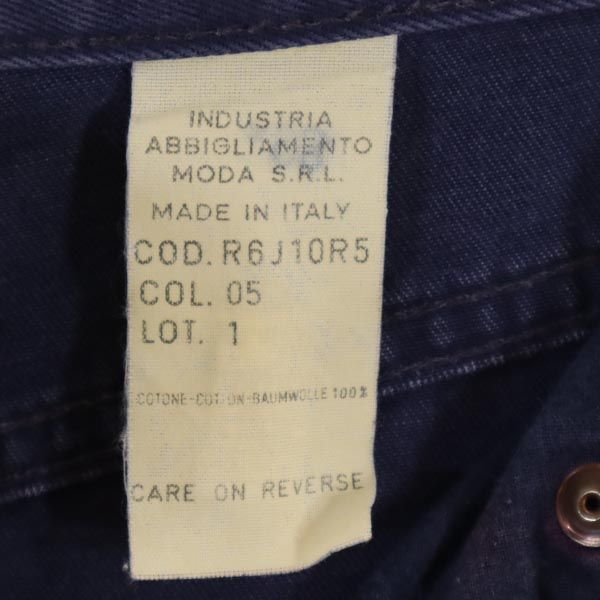 INDUSTRIA
ABBIGLIAMENTO
MODA S.R.L.
MADE IN ITALY
COD. R6J10R5
COL. 05
LOT. 1
COTONE-COTTON-BAUMWOLLE 100%
CARE ON REVERSE